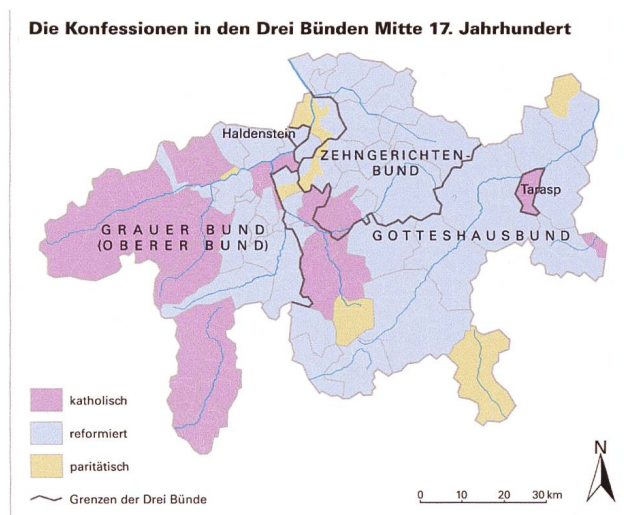 Die Konfessionen in den Drei Bünden Mitte 17. Jahrhundert
Haldenstein
ZEHNGERICHTEN-
BUND
Tarasp
GRAUER BUND
(OBERER BUND)
GOTTESHAUSBUND
katholisch
reformiert
paritätisch
Grenzen der Drei Bünde
N
0 10 20 30 km